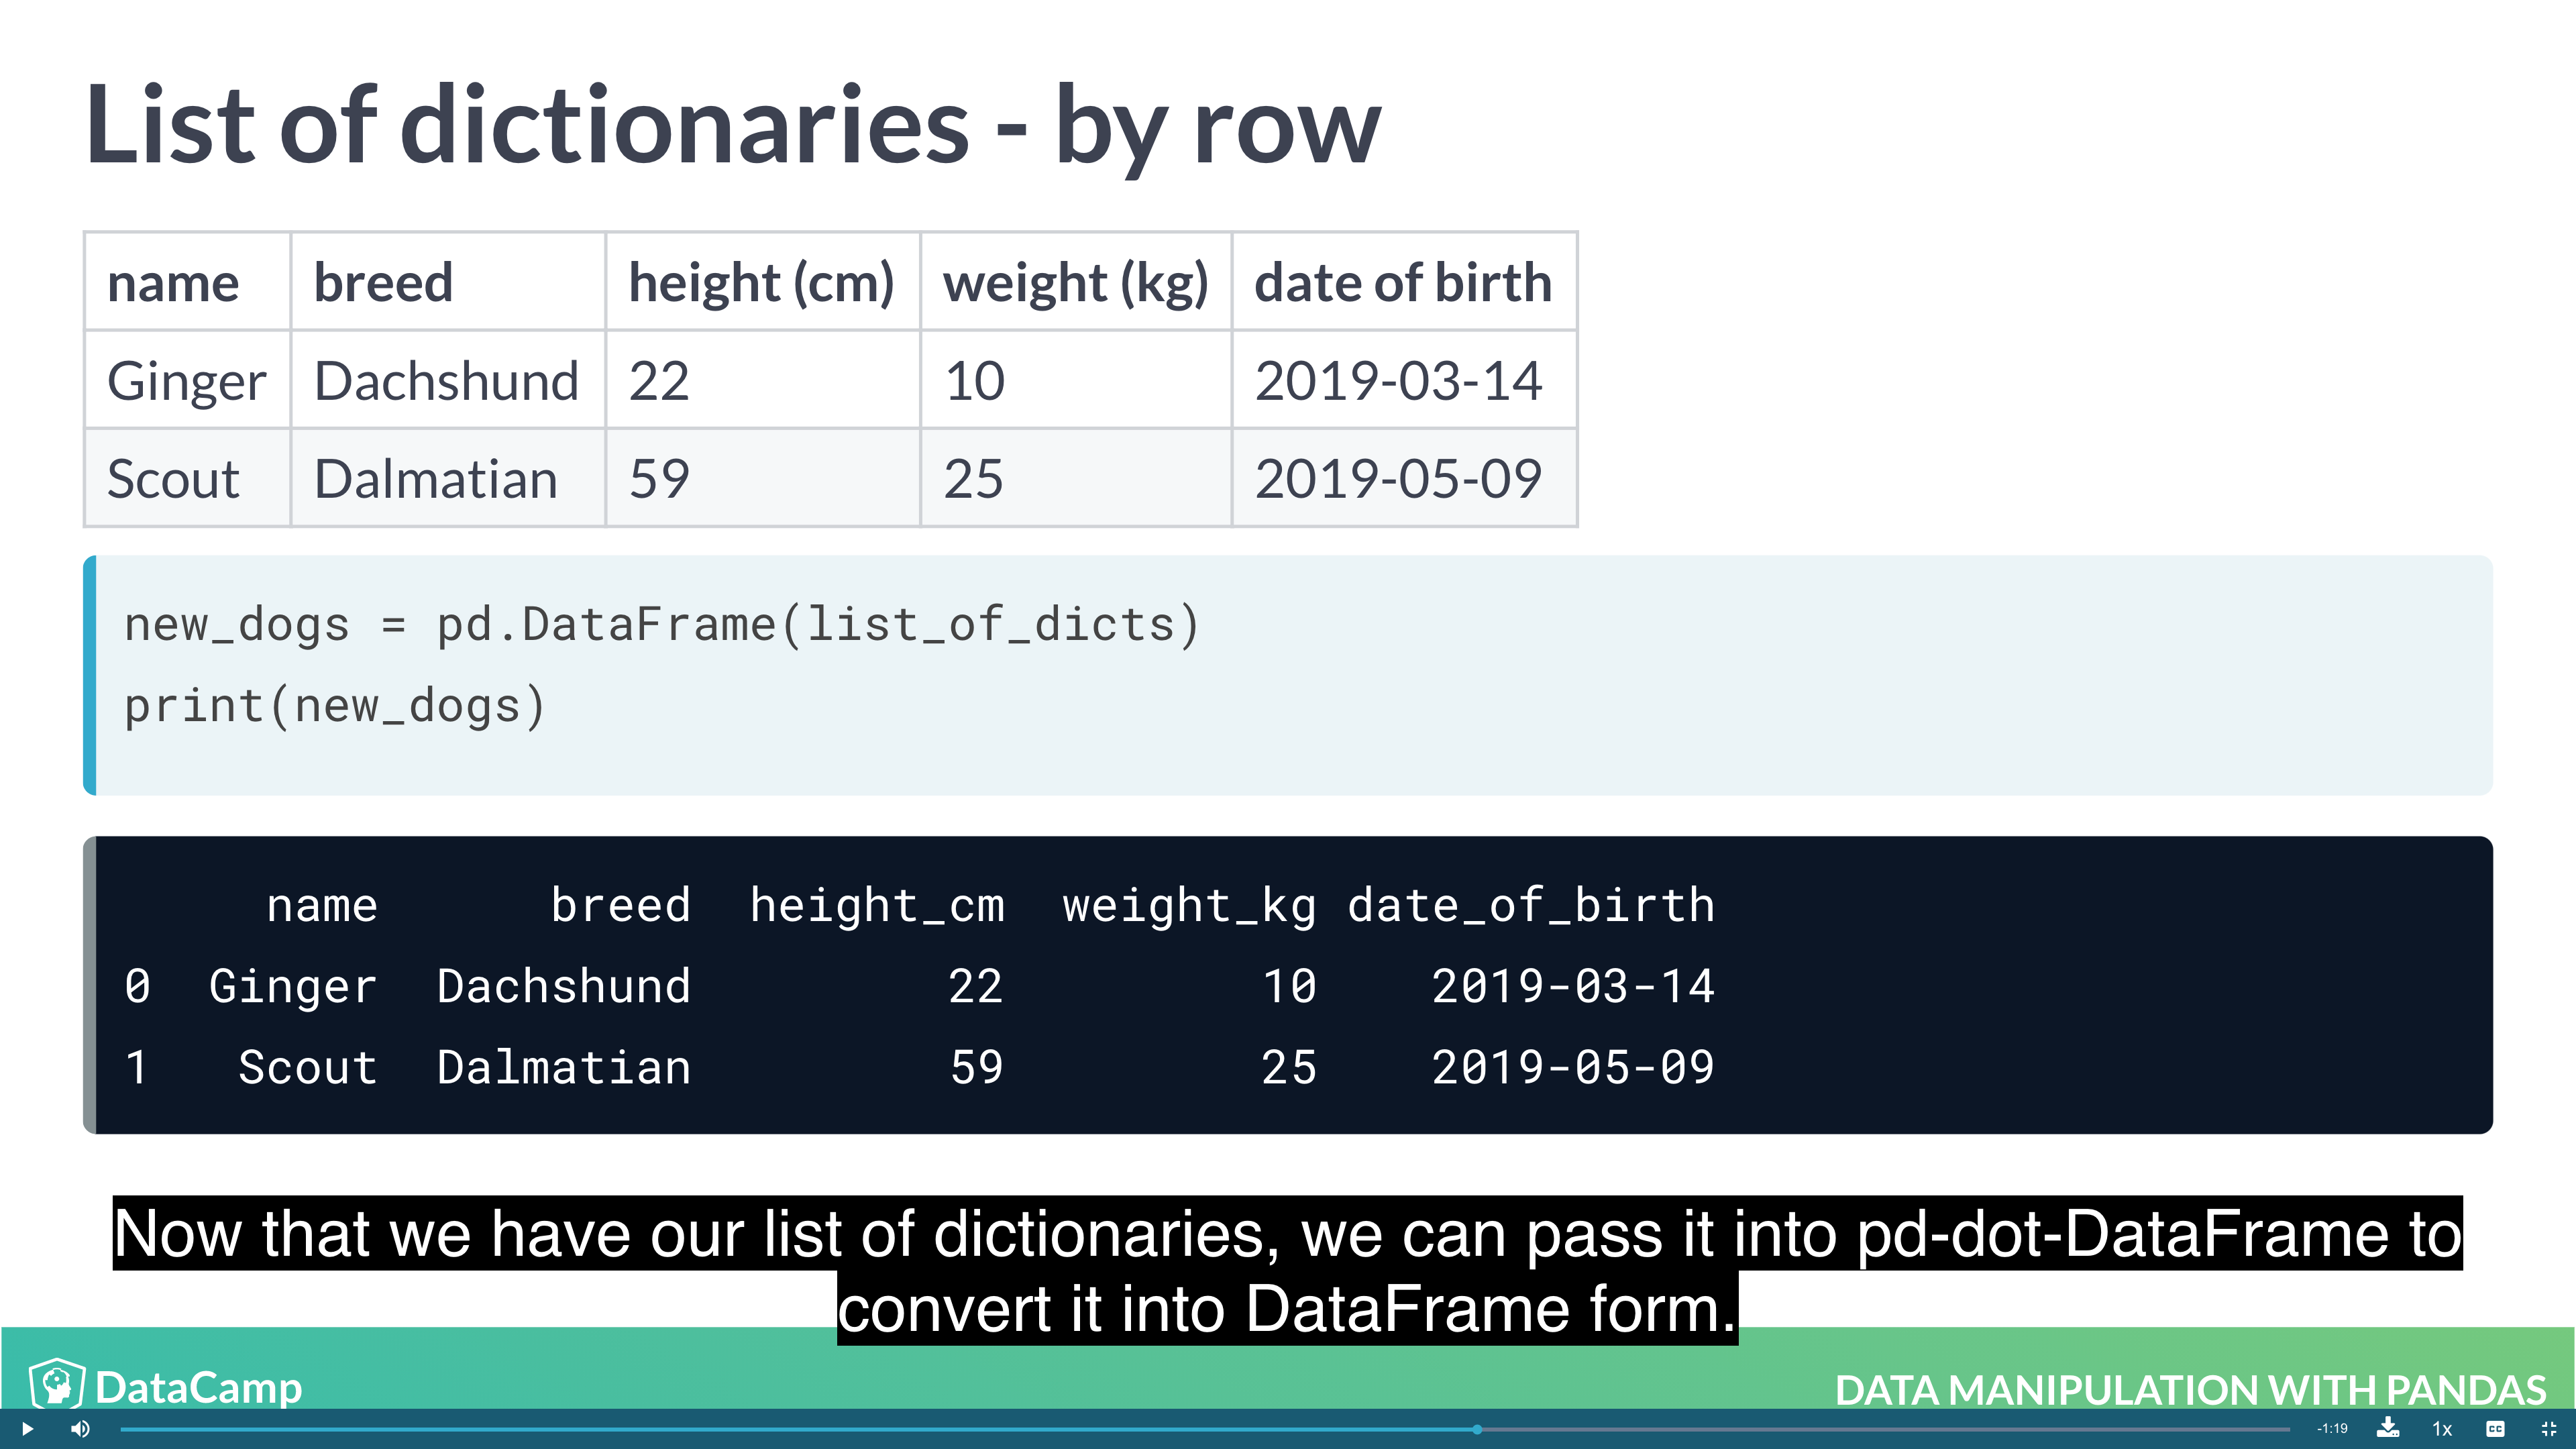 List of dictionaries - by row
name breed height (cm) weight (kg) date of birth
Ginger Dachshund 22 10 2019-03-14
Scout Dalmatian 59 25 2019-05-09
new_dogs = pd.DataFrame(list_of_dicts)
print(new_dogs)
name breed height_cm weight_kg date_of_birth
0 Ginger Dachshund 22 10 2019-03-14
1 Scout Dalmatian 59 25 2019-05-09
Now that we have our list of dictionaries, we can pass it into pd-dot-DataFrame to
convert it into DataFrame form.
DataCamp DATA MANIPULATION WITH PANDAS
-1:19 1x CC